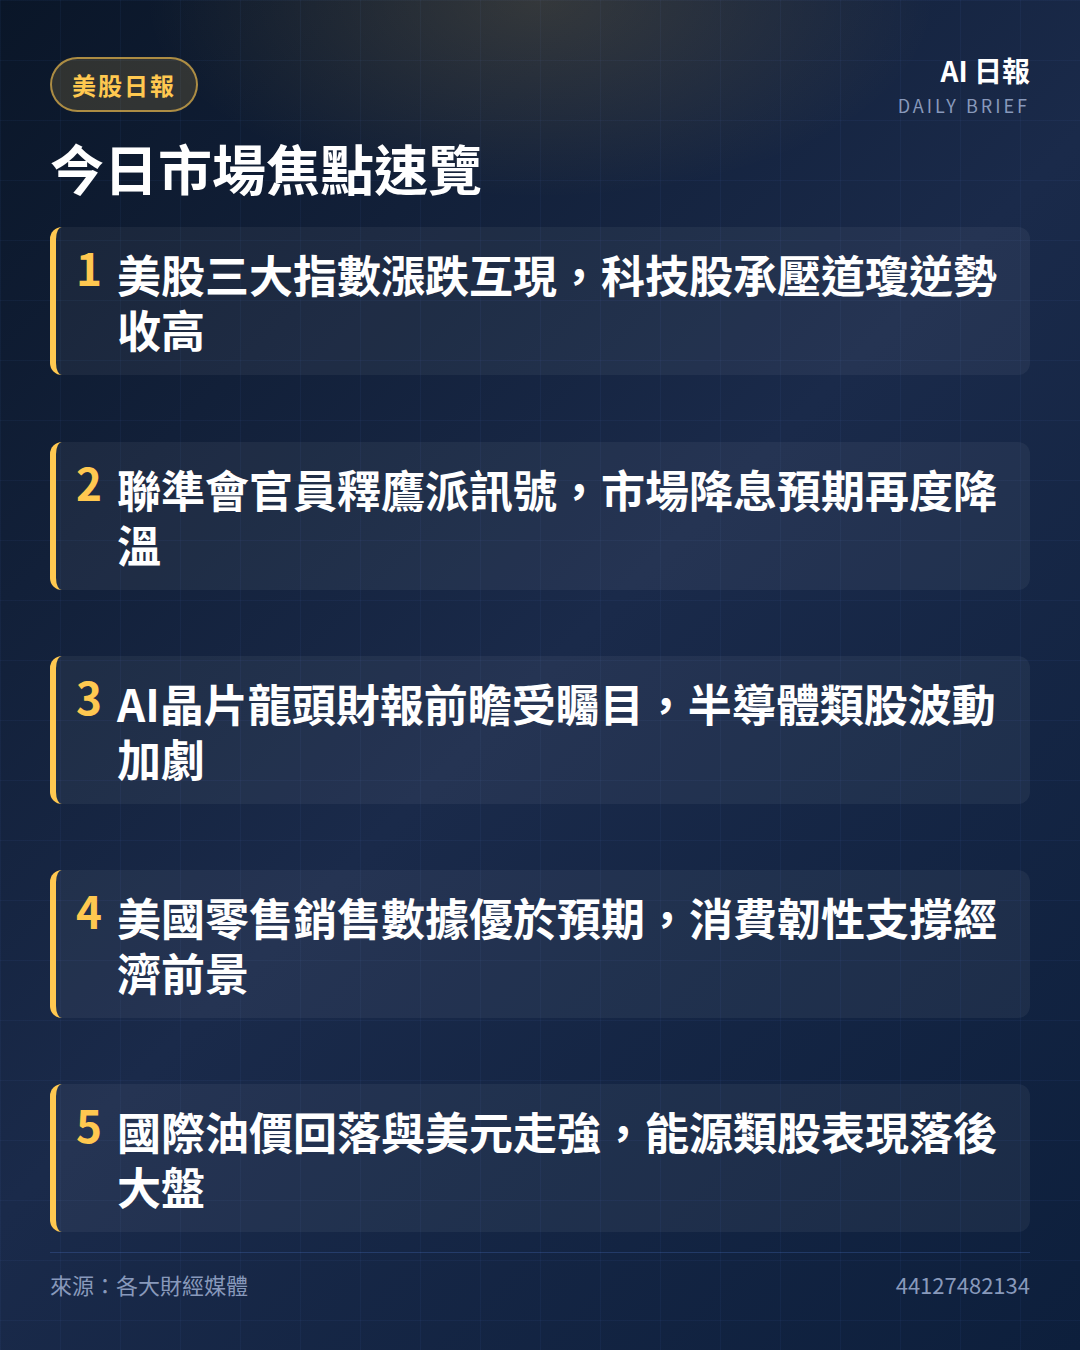 美股日報
AI 日報
DAILY BRIEF
今日市場焦點速覽
1 美股三大指數漲跌互現，科技股承壓道瓊逆勢
收高
2 聯準會官員釋鷹派訊號，市場降息預期再度降
溫
3 AI晶片龍頭財報前瞻受矚目，半導體類股波動
加劇
4 美國零售銷售數據優於預期，消費韌性支撐經
濟前景
5 國際油價回落與美元走強，能源類股表現落後
大盤
來源：各大財經媒體
44127482134